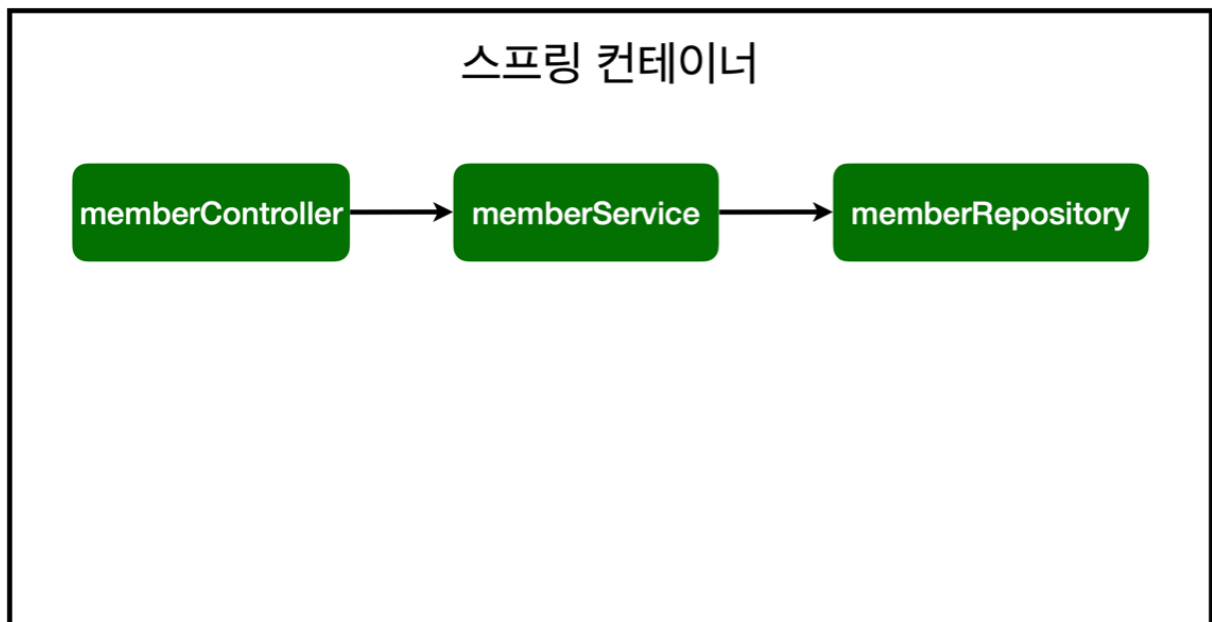 스프링 컨테이너
memberController
memberService
memberRepository